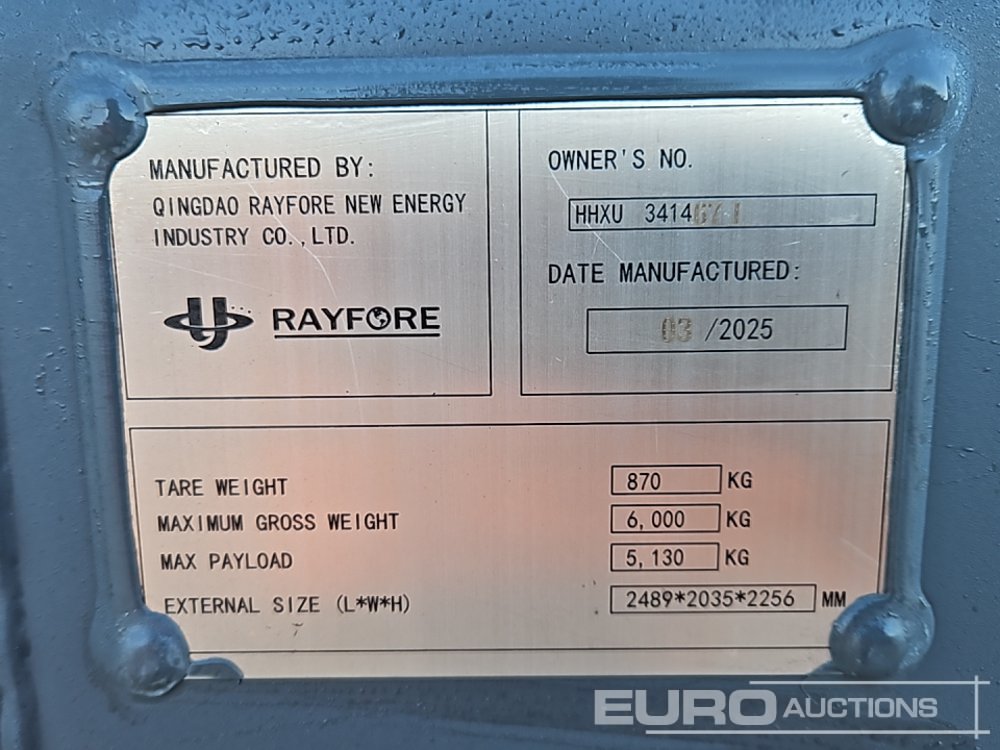 MANUFACTURED BY:
QINGDAO RAYFORE NEW ENERGY
INDUSTRY CO.,LTD.
RAYFORE
OWNER'S NO.
HHXU
DATE MANUFACTURED:
03 /2025
TARE WEIGHT 870 KG
MAXIMUM GROSS WEIGHT 6,000 KG
MAX PAYLOAD 5,130 KG
EXTERNAL SIZE (L*W*H) 2489*2035*2256 MM
EURO AUCTIONS